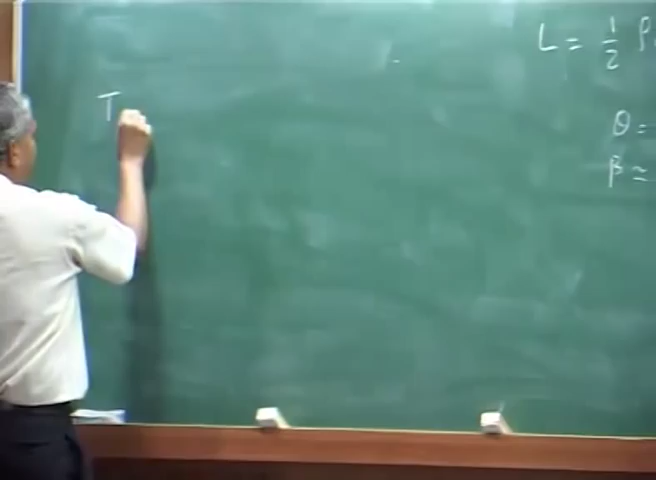 T
L = 1/2 ρ
θ =
β ≃